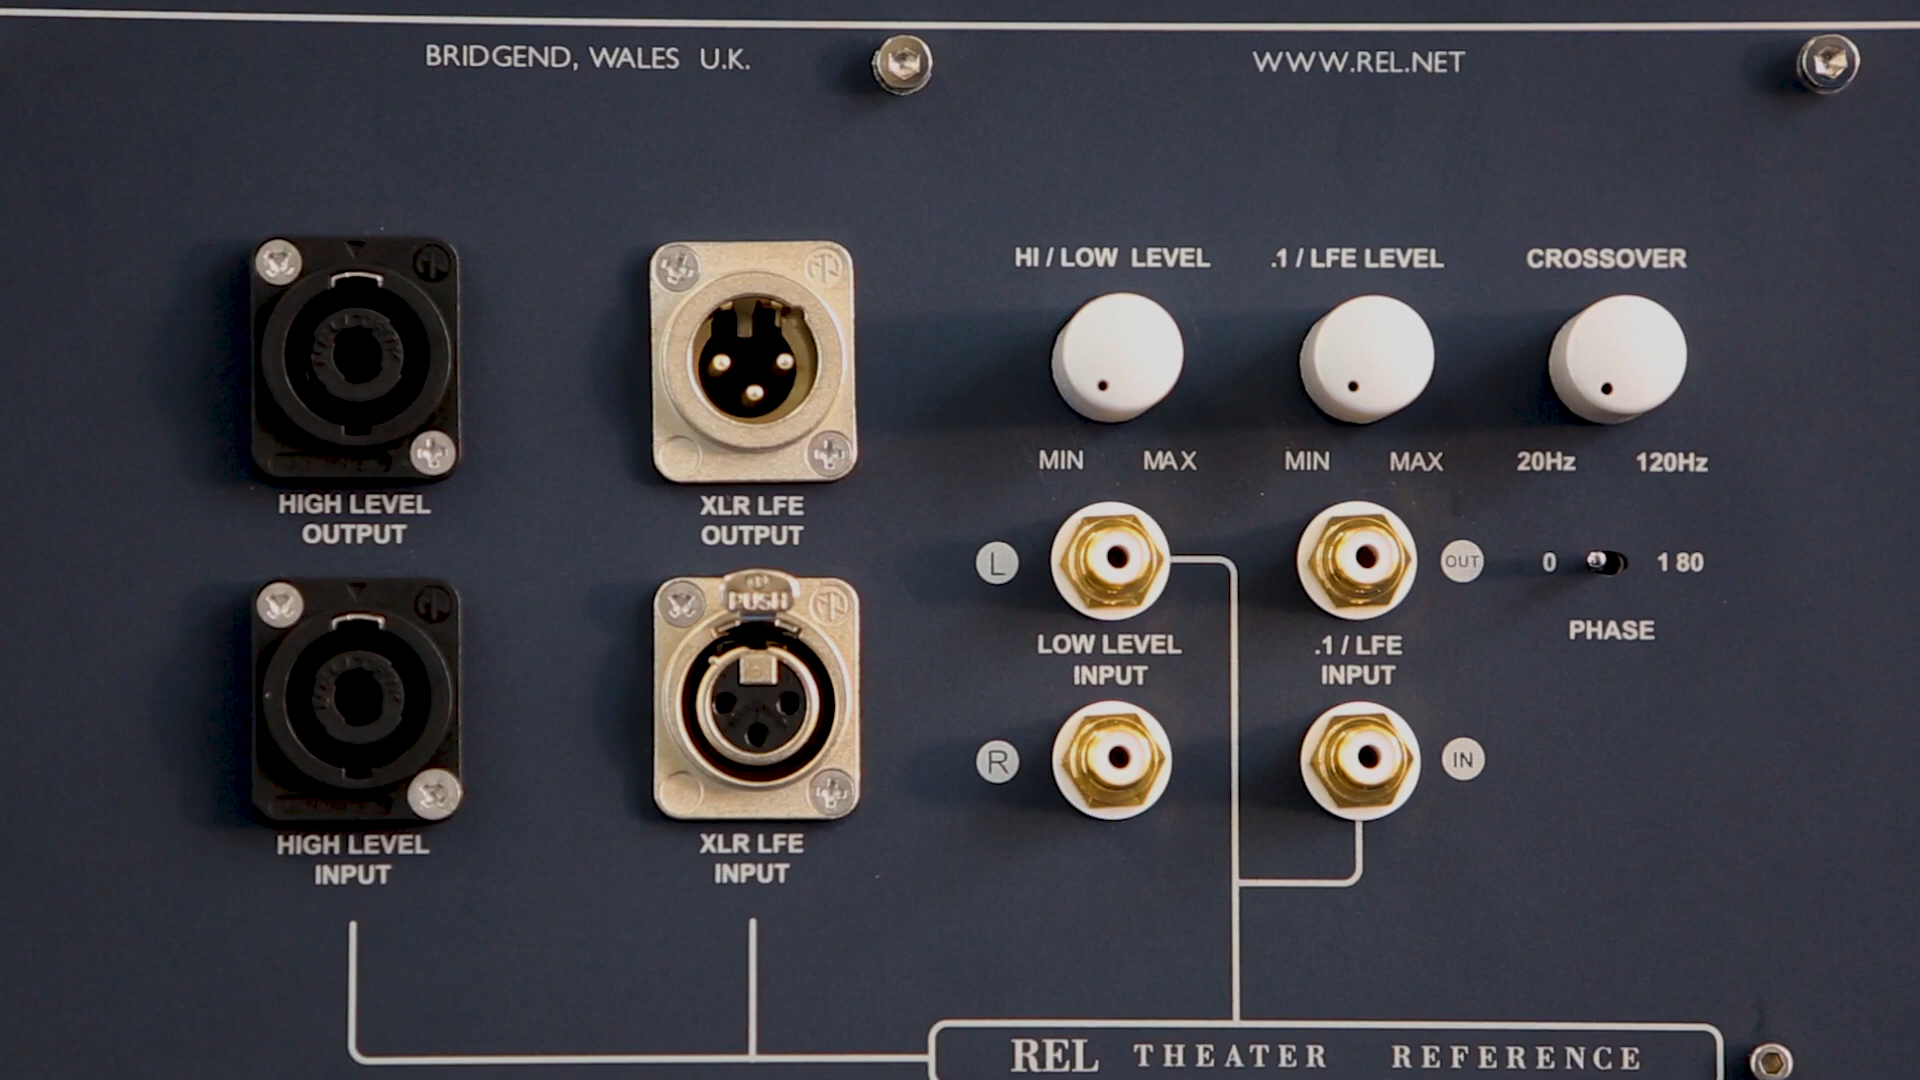 BRIDGEND, WALES U.K.
WWW.REL.NET
HI / LOW LEVEL
.1 / LFE LEVEL
CROSSOVER
MIN
MAX
MIN
MAX
20Hz
120Hz
HIGH LEVEL
OUTPUT
XLR LFE
OUTPUT
L
OUT
0
180
PHASE
PUSH
LOW LEVEL
INPUT
.1 / LFE
INPUT
R
IN
HIGH LEVEL
INPUT
XLR LFE
INPUT
REL THEATER REFERENCE